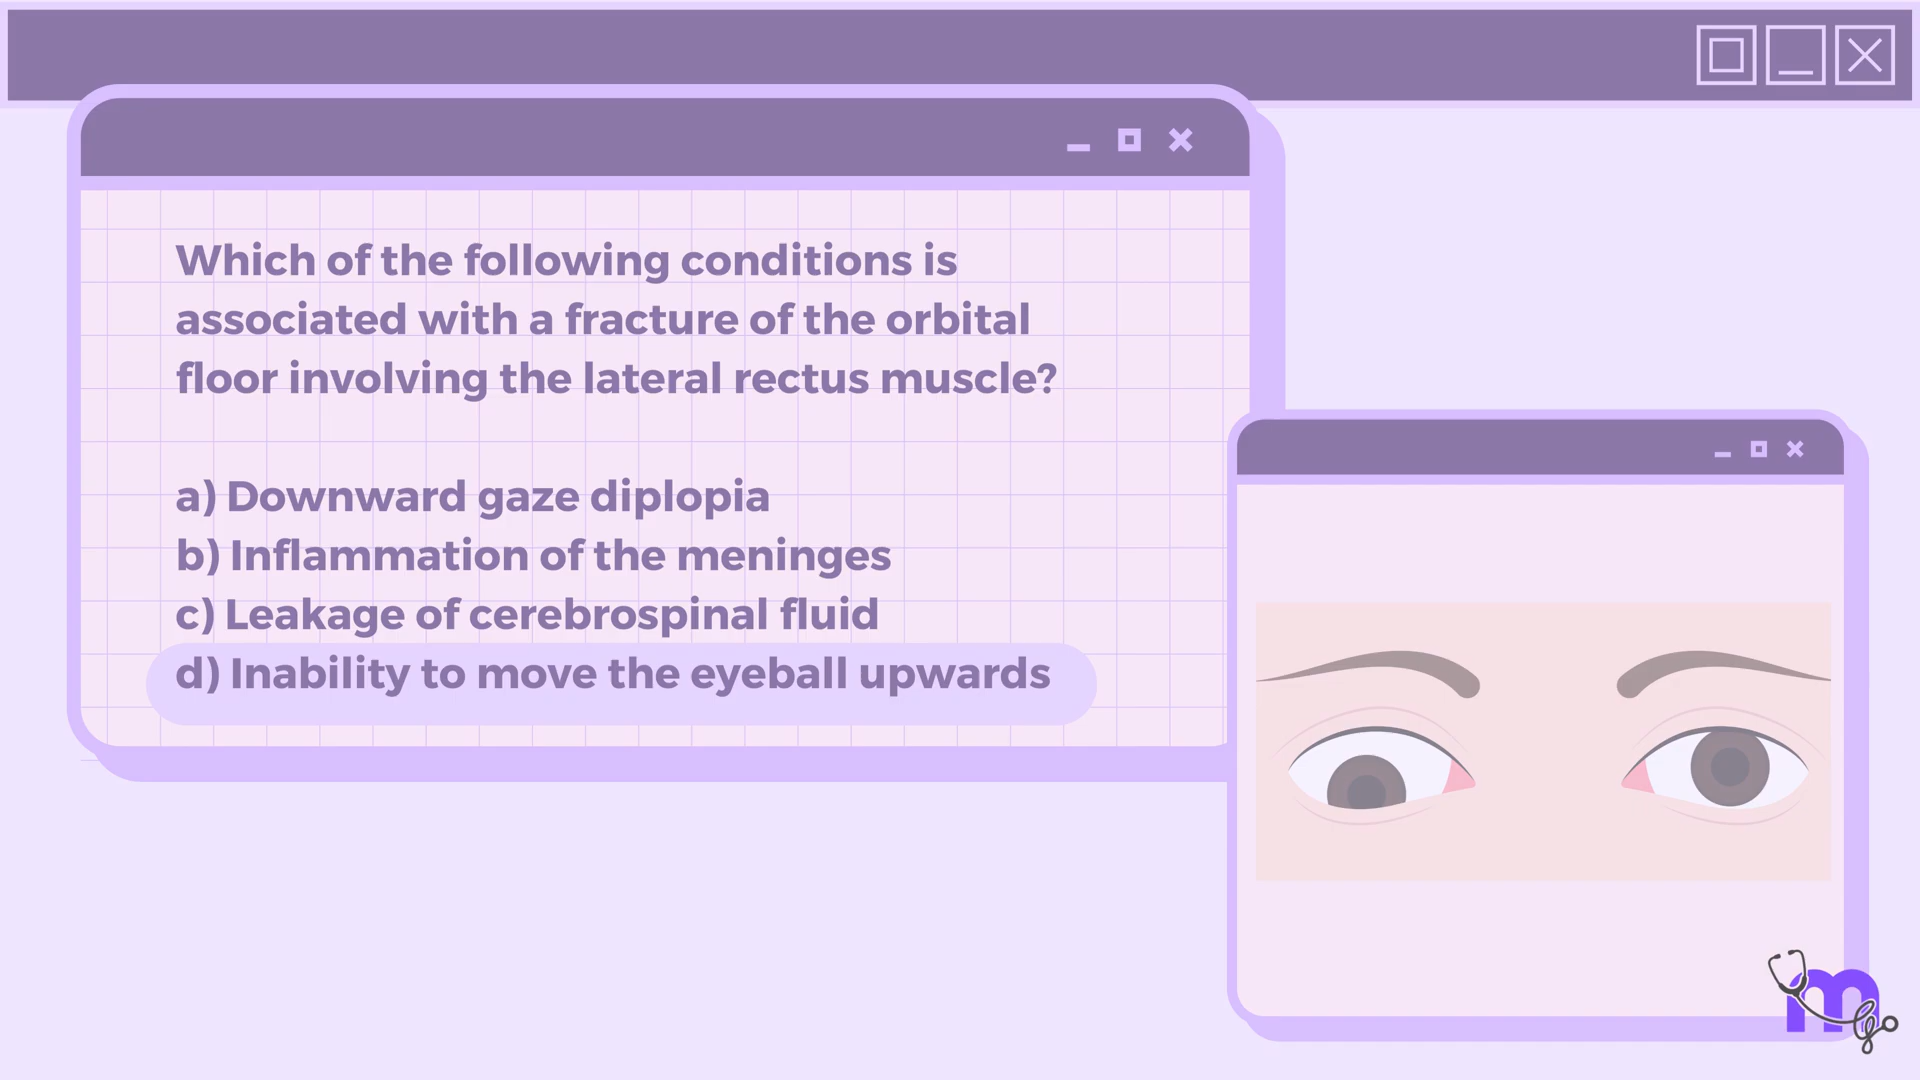 Which of the following conditions is
associated with a fracture of the orbital
floor involving the lateral rectus muscle?
a) Downward gaze diplopia
b) Inflammation of the meninges
c) Leakage of cerebrospinal fluid
d) Inability to move the eyeball upwards
m
go